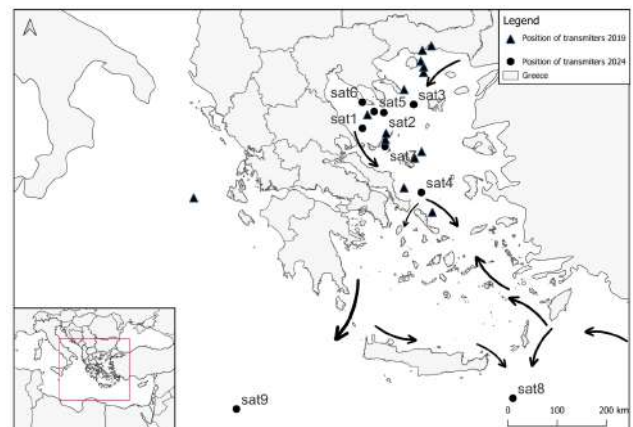 Legend
Position of transmiters 2019
Position of transmiters 2024
Greece
sat6
sat5
sat3
sat1
sat2
sat7
sat4
sat8
sat9
0 100 200 km